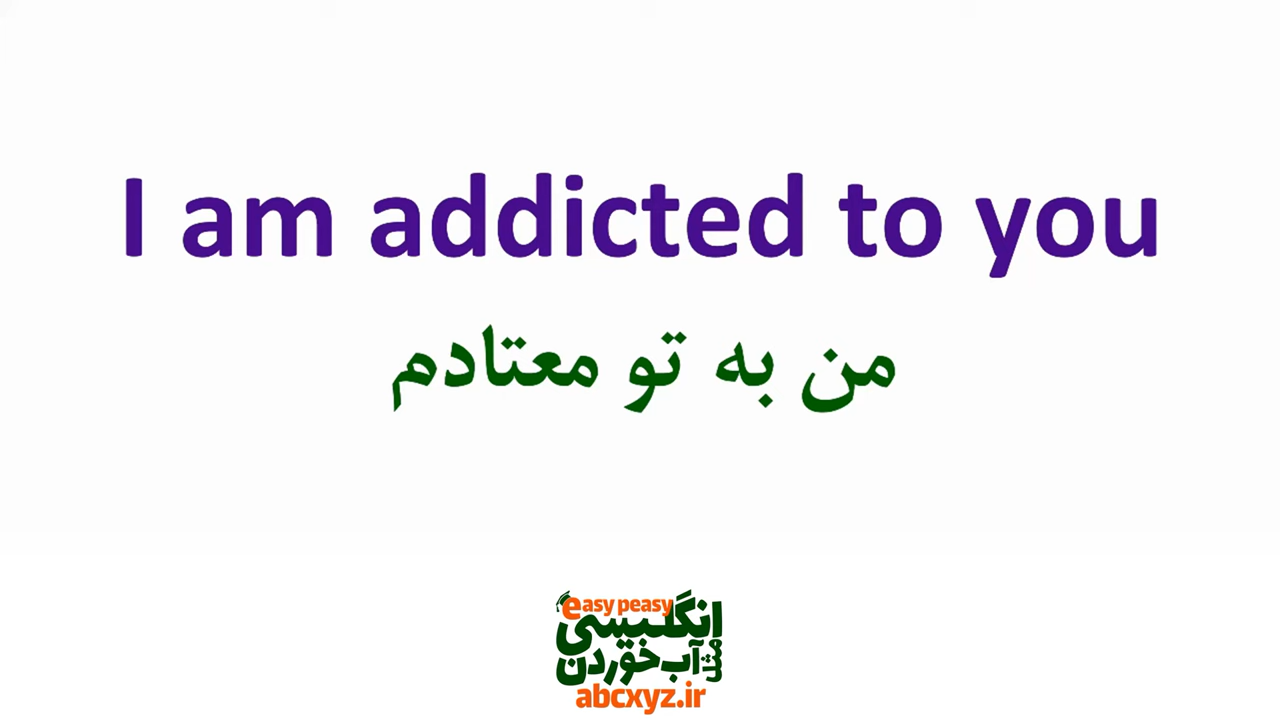 I am addicted to you
من به تو معتادم
easy peasy
انگلیسی
مثل آب خوردن
abcxyz.ir